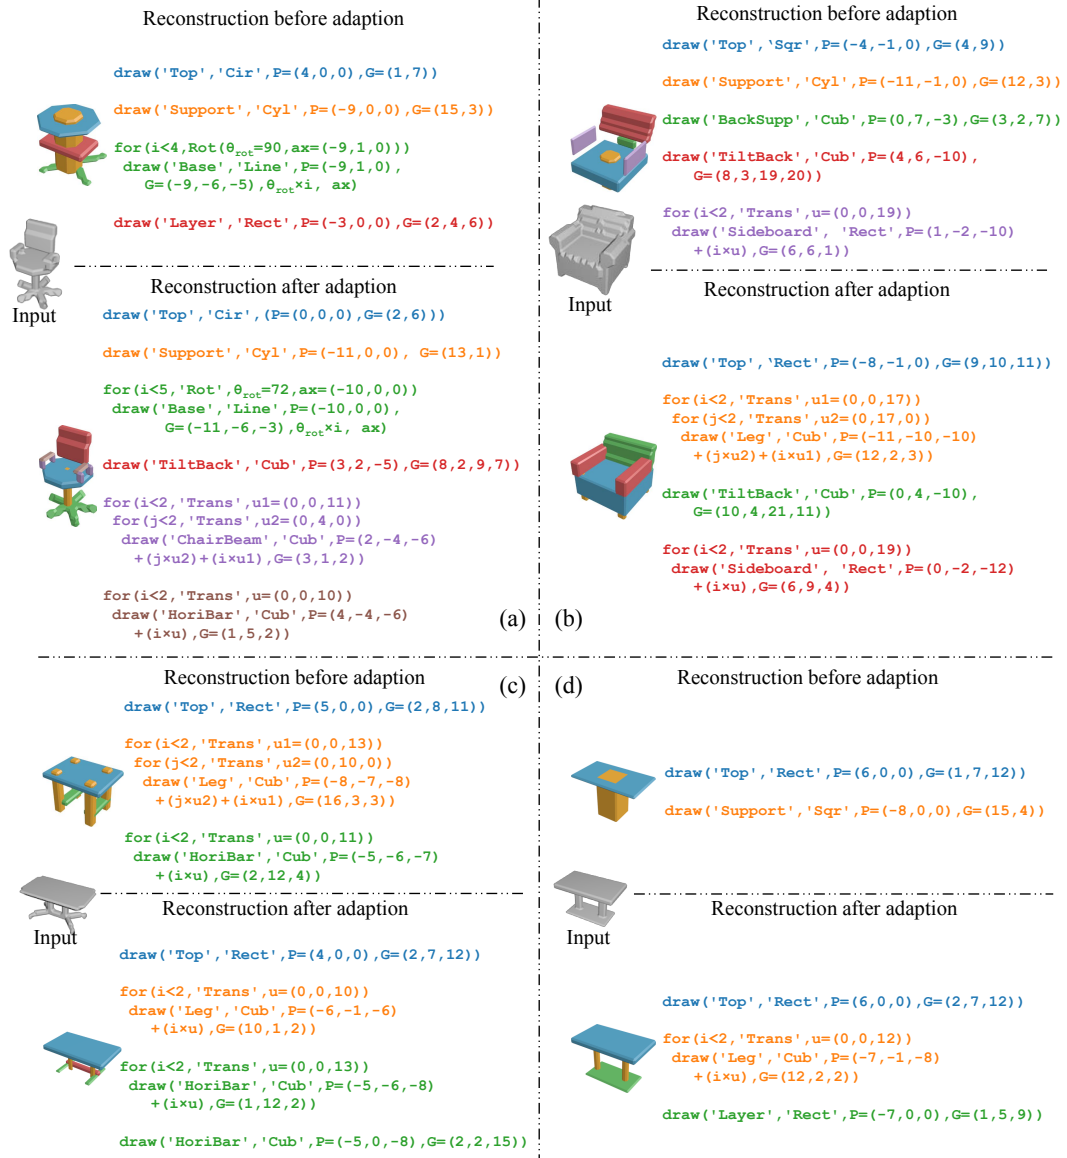 Reconstruction before adaption
draw('Top','Cir',P=(4,0,0),G=(1,7))
draw('Support','Cyl',P=(-9,0,0),G=(15,3))
for(i<4,Rot(θrot=90,ax=(-9,1,0)))
draw('Base','Line',P=(-9,1,0),
G=(-9,-6,-5),θrot×i, ax)
draw('Layer','Rect',P=(-3,0,0),G=(2,4,6))
Input
Reconstruction after adaption
draw('Top','Cir',(P=(0,0,0),G=(2,6)))
draw('Support','Cyl',P=(-11,0,0), G=(13,1))
for(i<5,'Rot',θrot=72,ax=(-10,0,0))
draw('Base','Line',P=(-10,0,0),
G=(-11,-6,-3),θrot×i, ax)
draw('TiltBack','Cub',P=(3,2,-5),G=(8,2,9,7))
for(i<2,'Trans',u1=(0,0,11))
for(j<2,'Trans',u2=(0,4,0))
draw('ChairBeam','Cub',P=(2,-4,-6)
+(j×u2)+(i×u1),G=(3,1,2))
for(i<2,'Trans',u=(0,0,10))
draw('HoriBar','Cub',P=(4,-4,-6)
+(i×u),G=(1,5,2))
(a)
Reconstruction before adaption
draw('Top',‘Sqr',P=(-4,-1,0),G=(4,9))
draw('Support','Cyl',P=(-11,-1,0),G=(12,3))
draw('BackSupp','Cub',P=(0,7,-3),G=(3,2,7))
draw('TiltBack','Cub',P=(4,6,-10),
G=(8,3,19,20))
for(i<2,'Trans',u=(0,0,19))
draw('Sideboard', 'Rect',P=(1,-2,-10)
+(i×u),G=(6,6,1))
Input
Reconstruction after adaption
draw('Top',‘Rect',P=(-8,-1,0),G=(9,10,11))
for(i<2,'Trans',u1=(0,0,17))
for(j<2,'Trans',u2=(0,17,0))
draw('Leg','Cub',P=(-11,-10,-10)
+(j×u2)+(i×u1),G=(12,2,3))
draw('TiltBack','Cub',P=(0,4,-10),
G=(10,4,21,11))
for(i<2,'Trans',u=(0,0,19))
draw('Sideboard', 'Rect',P=(0,-2,-12)
+(i×u),G=(6,9,4))
(b)
Reconstruction before adaption
(c)
draw('Top','Rect',P=(5,0,0),G=(2,8,11))
for(i<2,'Trans',u1=(0,0,13))
for(j<2,'Trans',u2=(0,10,0))
draw('Leg','Cub',P=(-8,-7,-8)
+(j×u2)+(i×u1),G=(16,3,3))
for(i<2,'Trans',u=(0,0,11))
draw('HoriBar','Cub',P=(-5,-6,-7)
+(i×u),G=(2,12,4))
Input
Reconstruction after adaption
draw('Top','Rect',P=(4,0,0),G=(2,7,12))
for(i<2,'Trans',u=(0,0,10))
draw('Leg','Cub',P=(-6,-1,-6)
+(i×u),G=(10,1,2))
for(i<2,'Trans',u=(0,0,13))
draw('HoriBar','Cub',P=(-5,-6,-8)
+(i×u),G=(1,12,2))
draw('HoriBar','Cub',P=(-5,0,-8),G=(2,2,15))
(d)
Reconstruction before adaption
draw('Top','Rect',P=(6,0,0),G=(1,7,12))
draw('Support','Sqr',P=(-8,0,0),G=(15,4))
Input
Reconstruction after adaption
draw('Top','Rect',P=(6,0,0),G=(2,7,12))
for(i<2,'Trans',u=(0,0,12))
draw('Leg','Cub',P=(-7,-1,-8)
+(i×u),G=(12,2,2))
draw('Layer','Rect',P=(-7,0,0),G=(1,5,9))